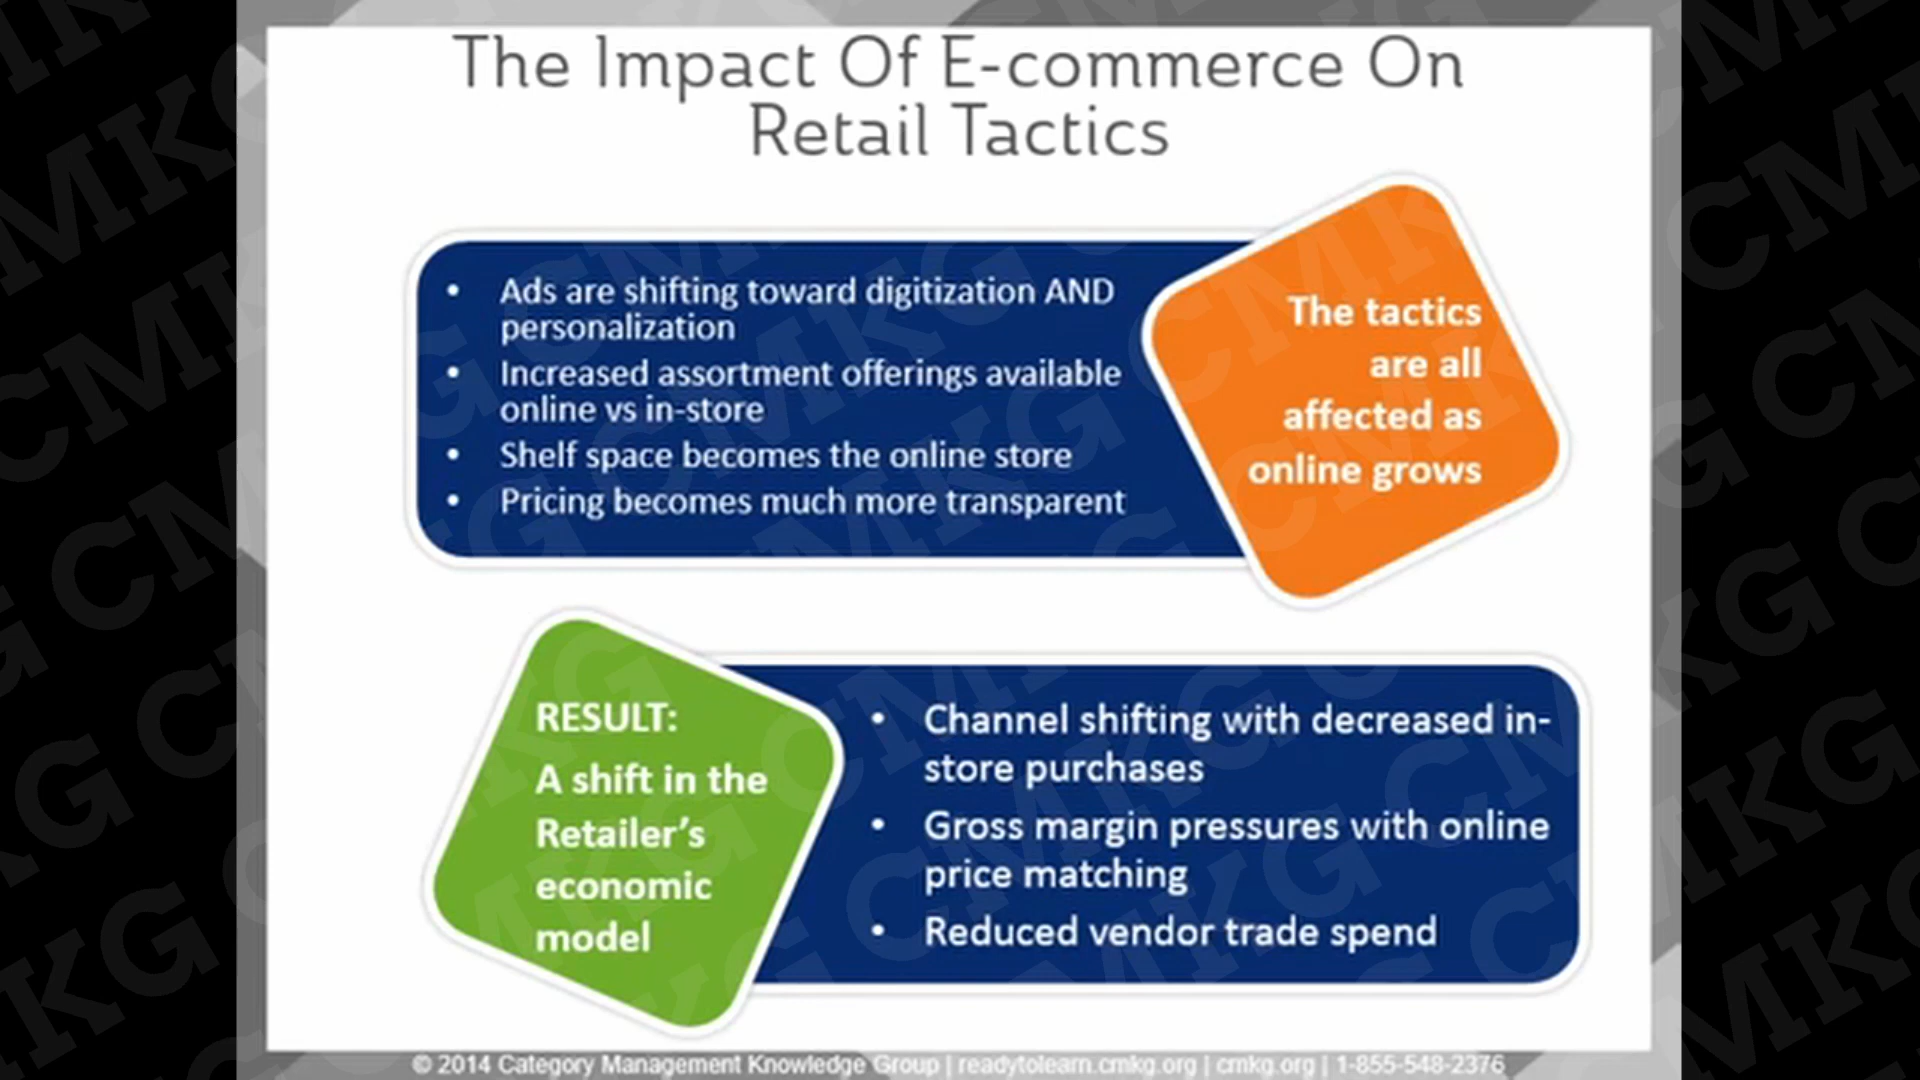 The Impact Of E-commerce On
Retail Tactics
• Ads are shifting toward digitization AND
personalization
• Increased assortment offerings available
online vs in-store
• Shelf space becomes the online store
• Pricing becomes much more transparent
The tactics
are all
affected as
online grows
RESULT:
A shift in the
Retailer’s
economic
model
• Channel shifting with decreased in-
store purchases
• Gross margin pressures with online
price matching
• Reduced vendor trade spend
© 2014 Category Management Knowledge Group | readytolearn.cmkg.org | cmkg.org | 1-855-548-2376
CMKG